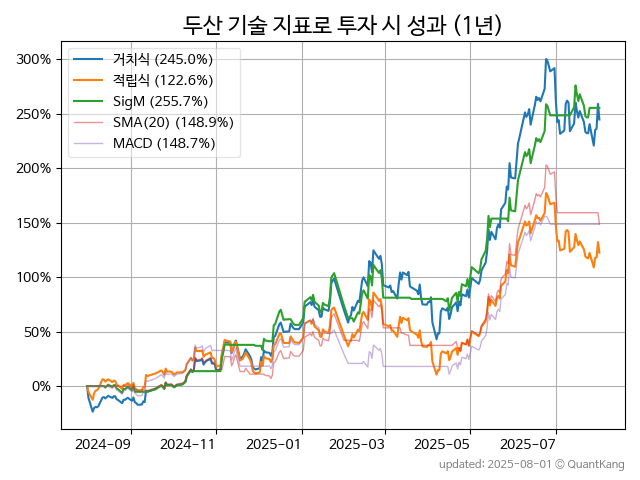 두산 기술 지표로 투자 시 성과 (1년)
거치식 (245.0%)
적립식 (122.6%)
SigM (255.7%)
SMA(20) (148.9%)
MACD (148.7%)
300%
250%
200%
150%
100%
50%
0%
2024-09 2024-11 2025-01 2025-03 2025-05 2025-07
updated: 2025-08-01 © QuantKang